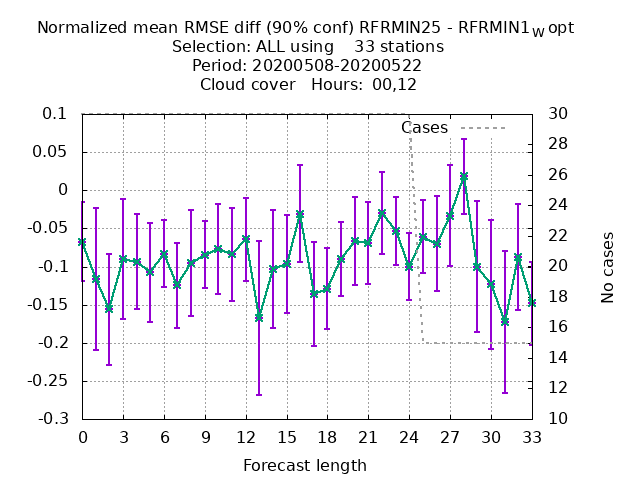 Normalized mean RMSE diff (90% conf) RFRMIN25 - RFRMIN1W opt
Selection: ALL using    33 stations
Period: 20200508-20200522
Cloud cover   Hours:  00,12
Cases
0.1
0.05
0
-0.05
-0.1
-0.15
-0.2
-0.25
-0.3
30
28
26
24
22
20
18
16
14
12
10
No cases
0 3 6 9 12 15 18 21 24 27 30 33
Forecast length